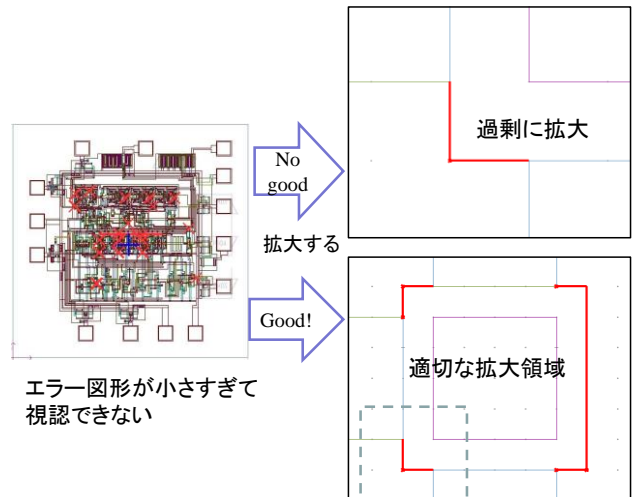 過剰に拡大
No
good
拡大する
Good!
適切な拡大領域
エラー図形が小さすぎて
視認できない